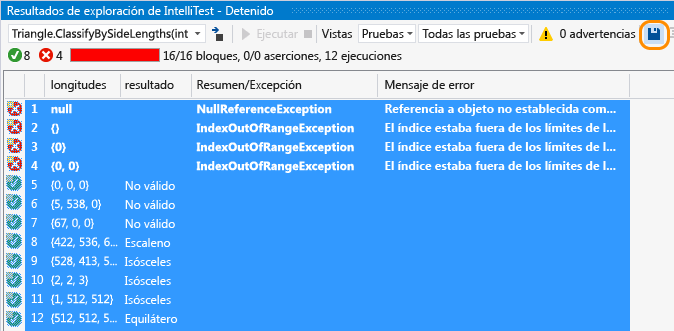 Resultados de exploración de IntelliTest - Detenido
Triangle.ClassifyBySideLengths(int Ejecutar Vistas Pruebas Todas las pruebas 0 advertencias
8 4 16/16 bloques, 0/0 aserciones, 12 ejecuciones
longitudes resultado Resumen/Excepción Mensaje de error
1 null NullReferenceException Referencia a objeto no establecida com...
2 {} IndexOutOfRangeException El índice estaba fuera de los límites de l...
3 {0} IndexOutOfRangeException El índice estaba fuera de los límites de l...
4 {0, 0} IndexOutOfRangeException El índice estaba fuera de los límites de l...
5 {0, 0, 0} No válido
6 {5, 538, 0} No válido
7 {67, 0, 0} No válido
8 {422, 536, 6... Escaleno
9 {528, 413, 5... Isósceles
10 {2, 2, 3} Isósceles
11 {1, 512, 512} Isósceles
12 {512, 512, 5... Equilátero